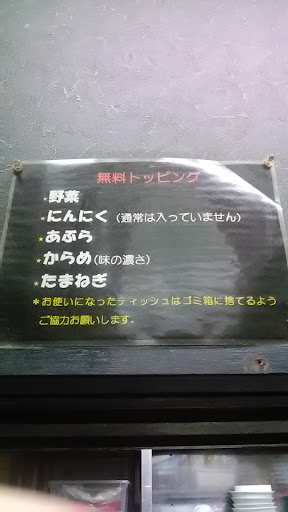 無料トッピング
★野菜
★にんにく(通常は入っていません)
★あぶら
★からめ(味の濃さ)
★たまねぎ
＊お使いになったティッシュはゴミ箱に捨てるよう
ご協力お願いします。